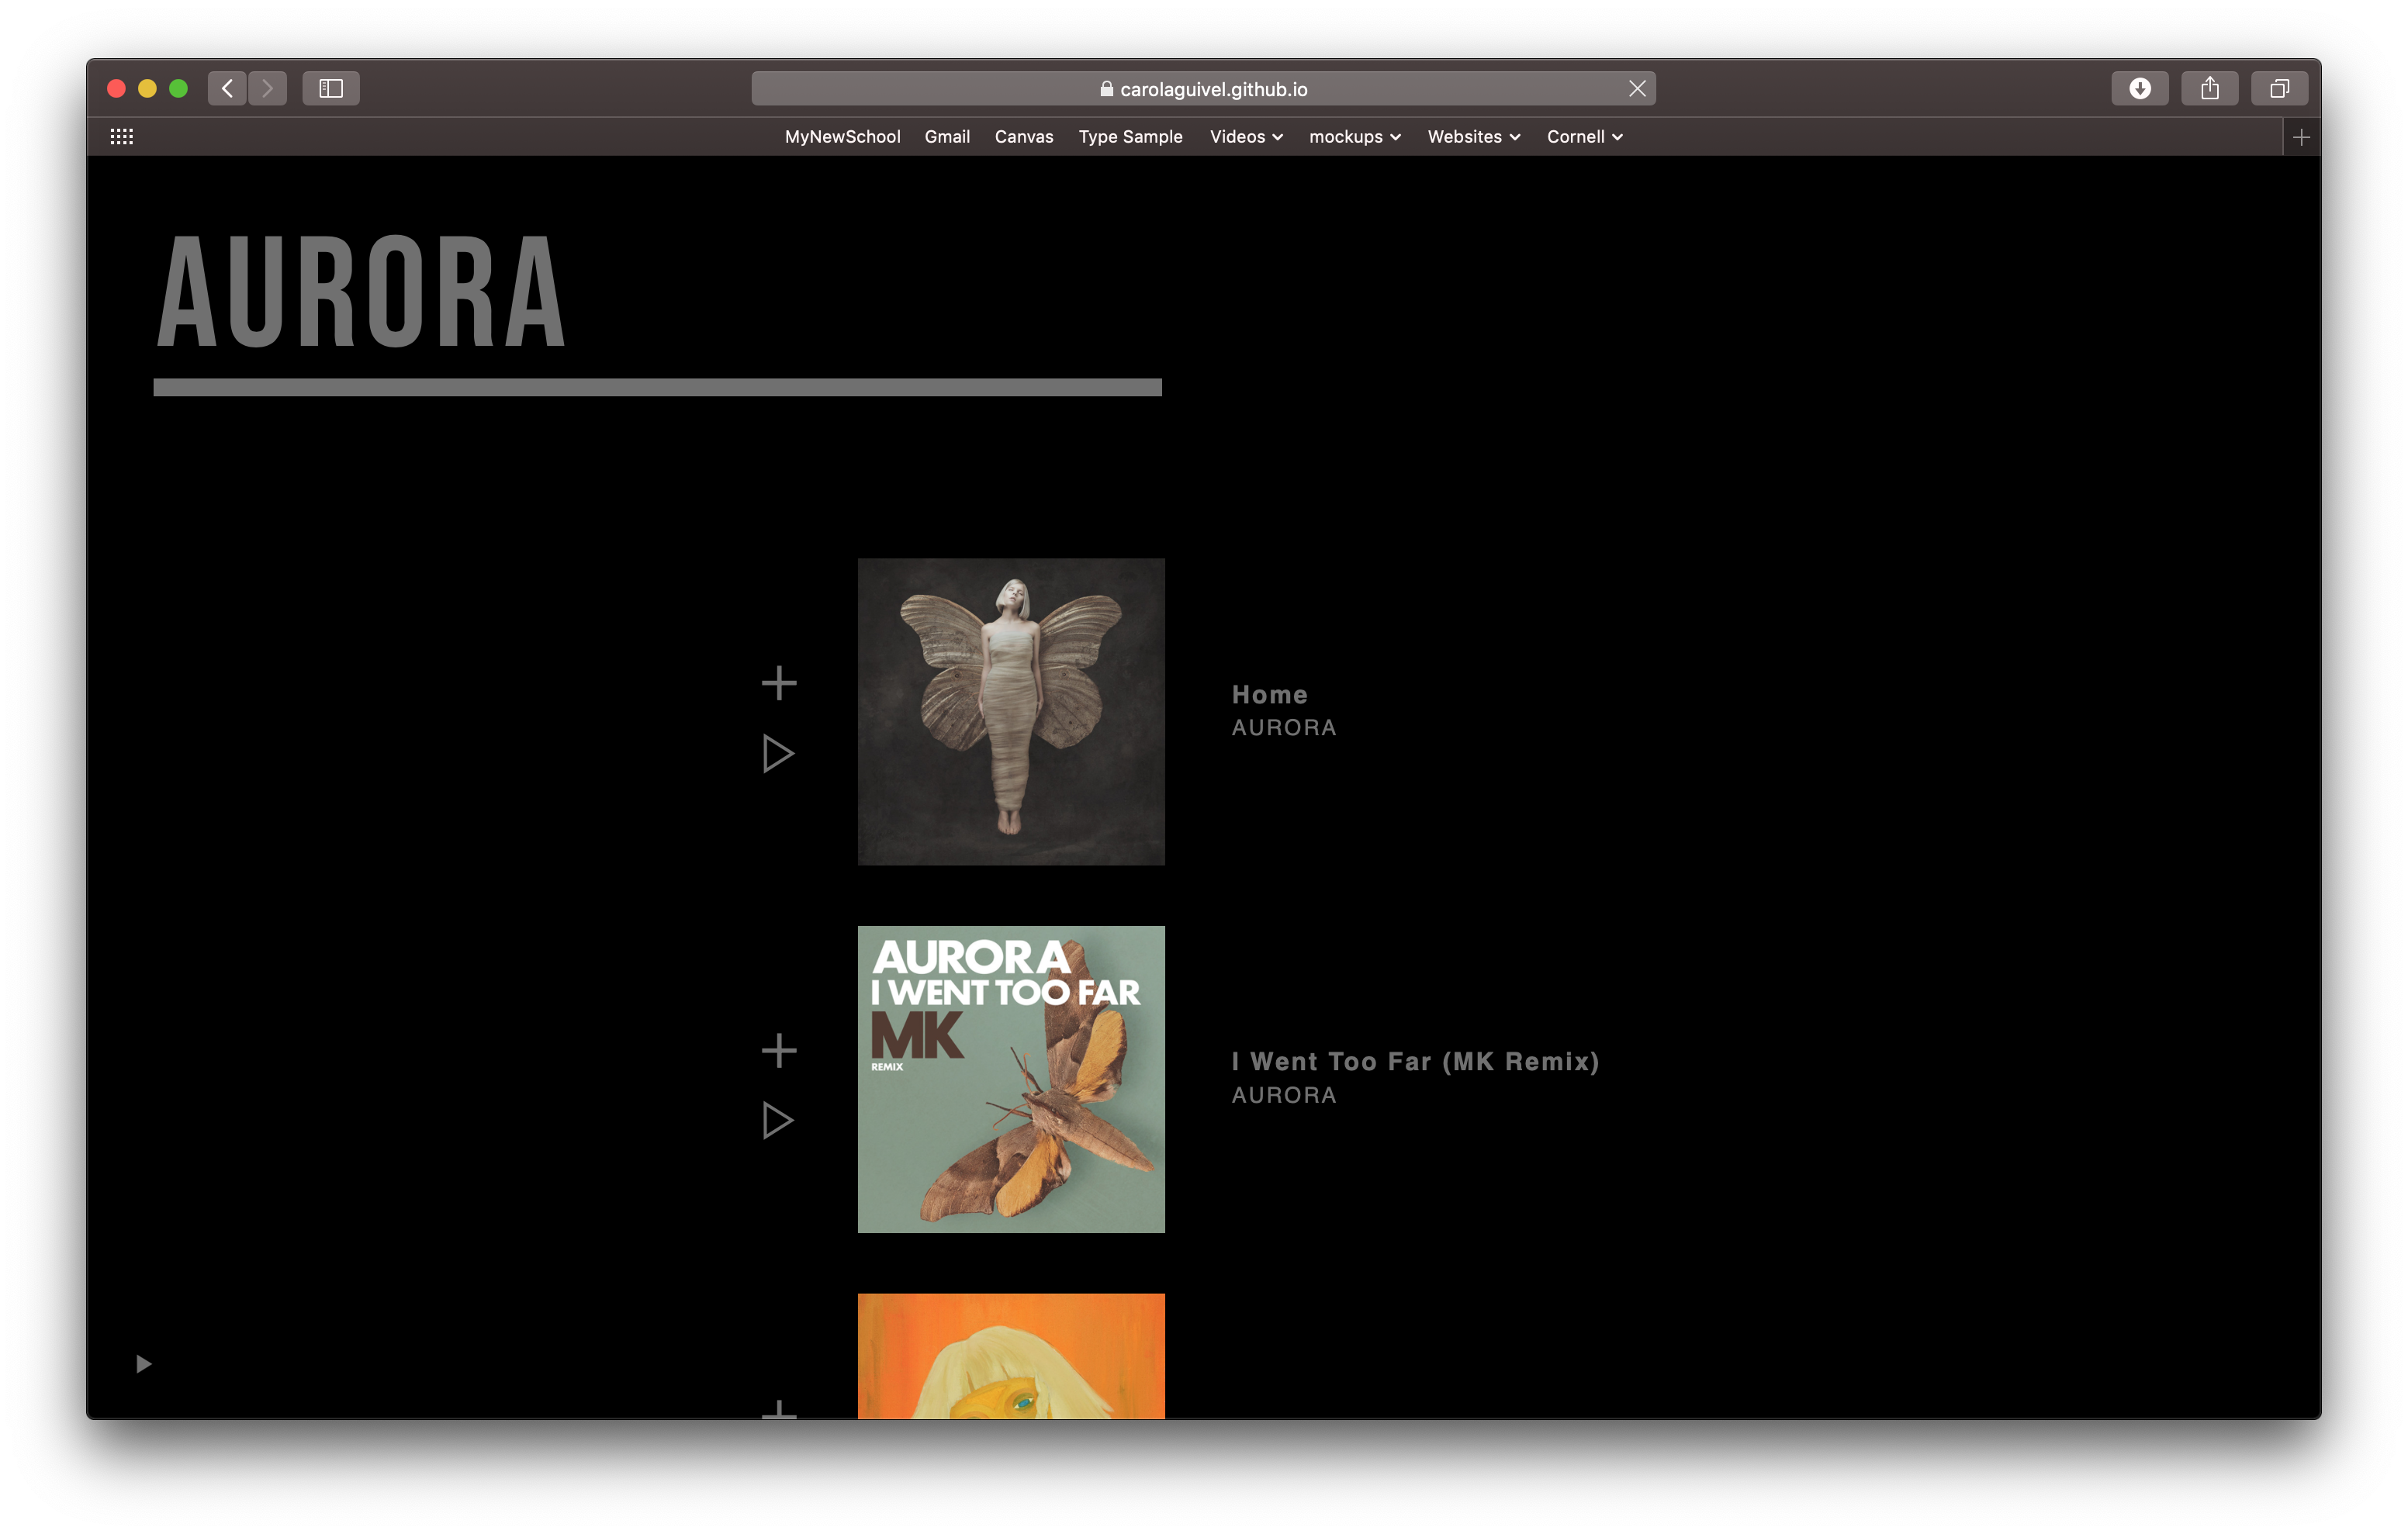 carolaguivel.github.io
MyNewSchool Gmail Canvas Type Sample Videos mockups Websites Cornell
AURORA
Home
AURORA
AURORA
I WENT TOO FAR
MK
REMIX
I Went Too Far (MK Remix)
AURORA